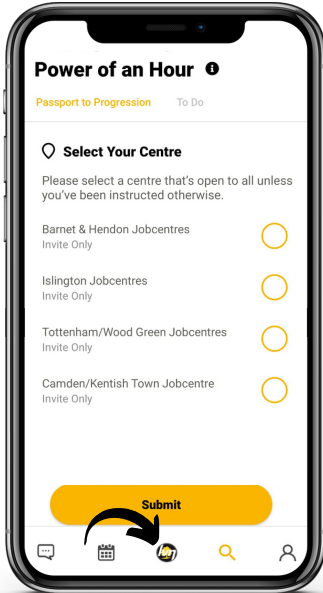 Power of an Hour
Passport to Progression To Do
Select Your Centre
Please select a centre that's open to all unless
you've been instructed otherwise.
Barnet & Hendon Jobcentres
Invite Only
Islington Jobcentres
Invite Only
Tottenham/Wood Green Jobcentres
Invite Only
Camden/Kentish Town Jobcentre
Invite Only
Submit